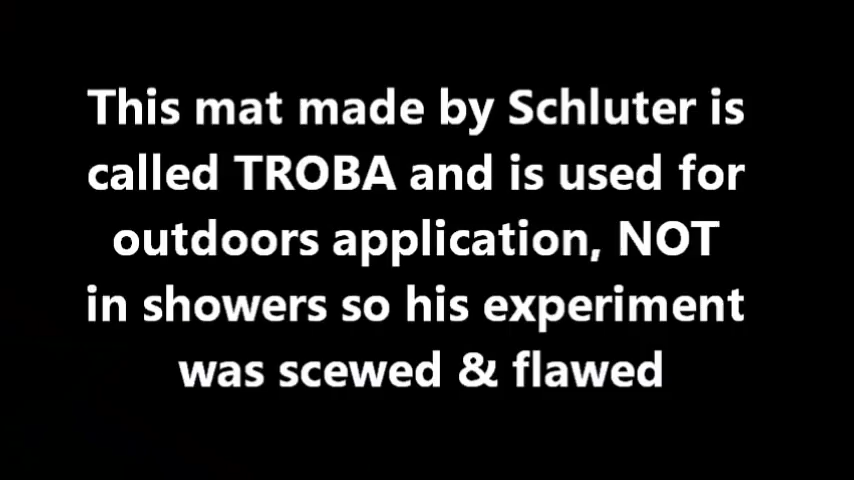 This mat made by Schluter is
called TROBA and is used for
outdoors application, NOT
in showers so his experiment
was scewed & flawed